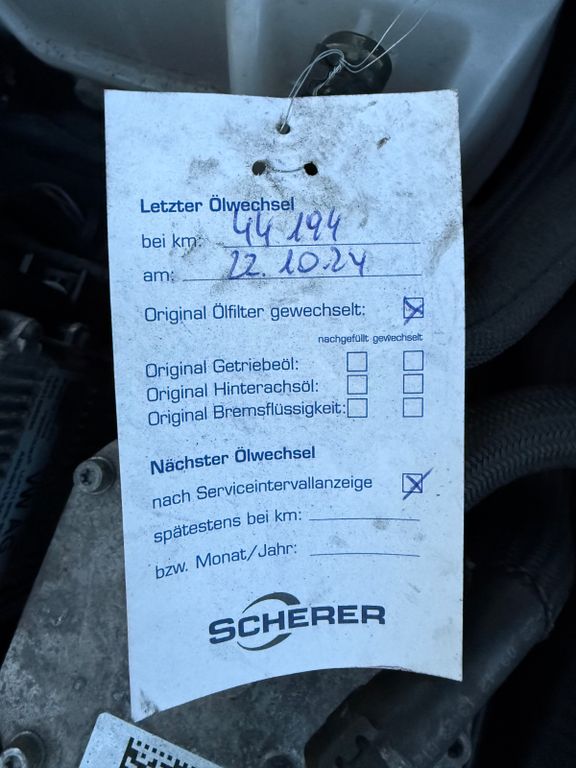 Letzter Ölwechsel
bei km: 44 194
am: 22.10.24
Original Ölfilter gewechselt:
nachgefüllt gewechselt
Original Getriebeöl:
Original Hinterachsöl:
Original Bremsflüssigkeit:
Nächster Ölwechsel
nach Serviceintervallanzeige
spätestens bei km:
bzw. Monat/Jahr:
SCHERER